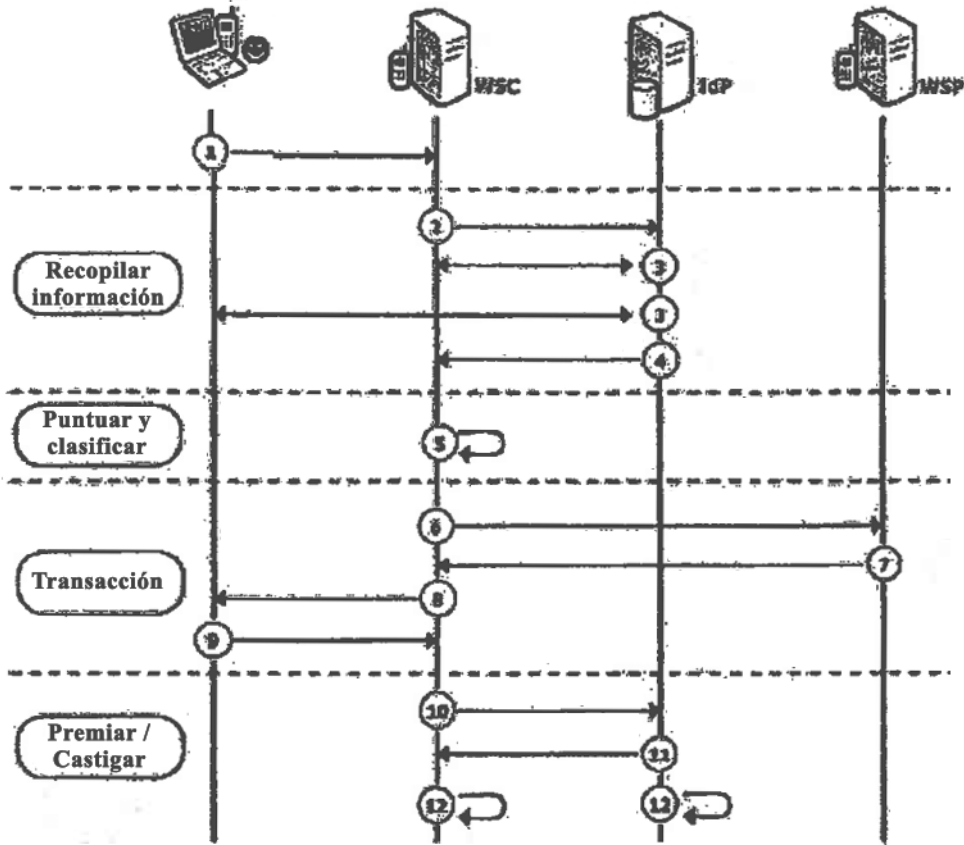 WSC
IdP
WSP
1
2
Recopilar
información
3
3
4
Puntuar y
clasificar
5
6
Transacción
7
8
9
10
Premiar /
Castigar
11
12
12